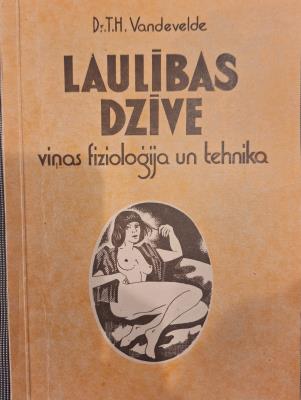 Dr. T.H. Vandevelde
LAULĪBAS
DZĪVE
viņas fizioloģija un tehnika